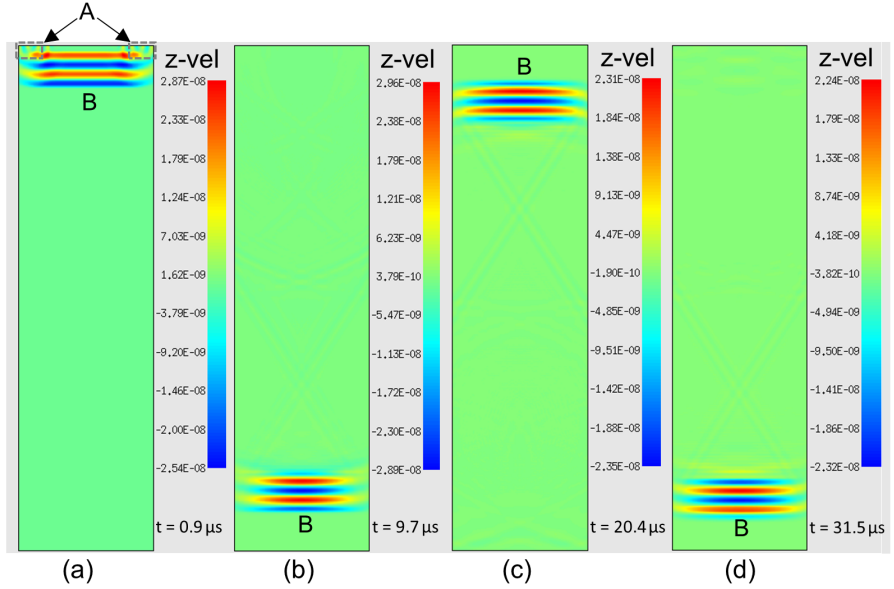 A
z-vel
2.87E-08
2.33E-08
1.79E-08
1.24E-08
7.03E-09
1.62E-09
-3.79E-09
-9.20E-09
-1.46E-08
-2.00E-08
-2.54E-08
B
t = 0.9 µs
(a)
z-vel
2.96E-08
2.38E-08
1.79E-08
1.21E-08
6.23E-09
3.79E-10
-5.47E-09
-1.13E-08
-1.72E-08
-2.30E-08
-2.89E-08
B
t = 9.7 µs
(b)
B
z-vel
2.31E-08
1.84E-08
1.38E-08
9.13E-09
4.47E-09
-1.90E-10
-4.85E-09
-9.51E-09
-1.42E-08
-1.88E-08
-2.35E-08
t = 20.4 µs
(c)
z-vel
2.24E-08
1.79E-08
1.33E-08
8.74E-09
4.18E-09
-3.82E-10
-4.94E-09
-9.50E-09
-1.41E-08
-1.86E-08
-2.32E-08
B
t = 31.5 µs
(d)